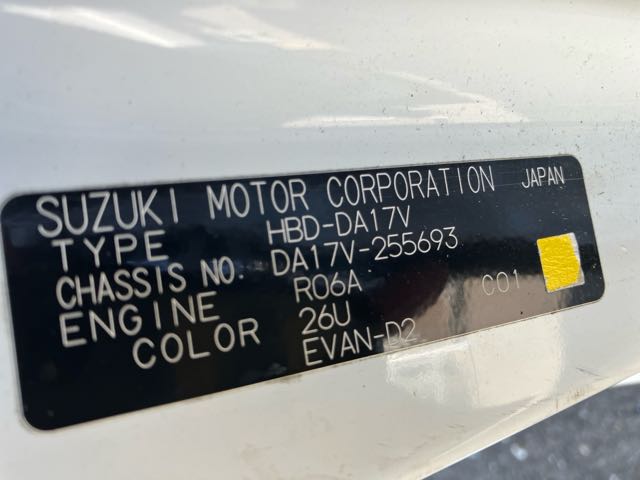 SUZUKI MOTOR CORPORATION JAPAN
TYPE HBD-DA17V
CHASSIS NO. DA17V-255693
ENGINE R06A C01
COLOR 26U
EVAN-D2